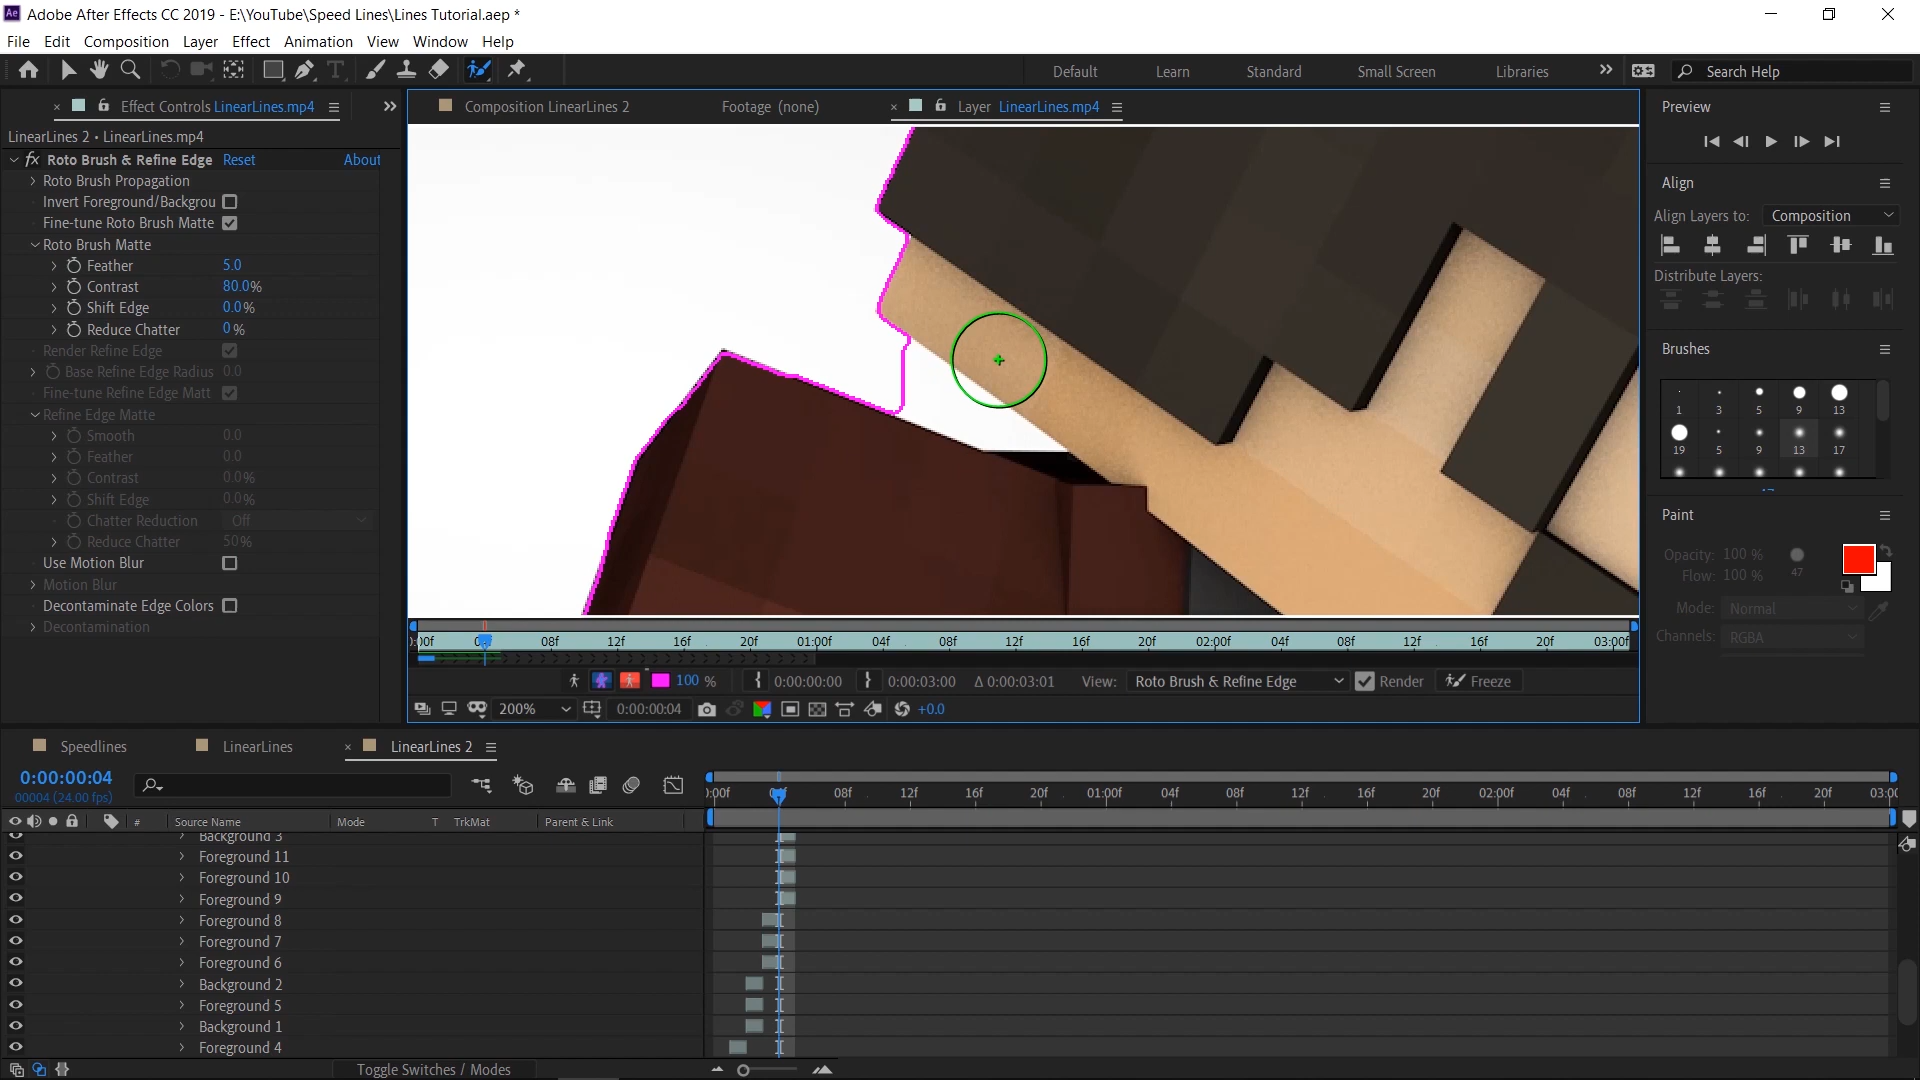 Adobe After Effects CC 2019 - E:\YouTube\Speed Lines\Lines Tutorial.aep *
File Edit Composition Layer Effect Animation View Window Help
Default Learn Standard Small Screen Libraries Search Help
Effect Controls LinearLines.mp4
Composition LinearLines 2 Footage (none) Layer LinearLines.mp4
Preview
LinearLines 2 • LinearLines.mp4
fx Roto Brush & Refine Edge Reset About
Roto Brush Propagation
Invert Foreground/Backgrou
Fine-tune Roto Brush Matte
Roto Brush Matte
Feather 5.0
Contrast 80.0%
Shift Edge 0.0%
Reduce Chatter 0%
Render Refine Edge
Base Refine Edge Radius 0.0
Fine-tune Refine Edge Matt
Refine Edge Matte
Smooth 0.0
Feather 0.0
Contrast 0.0%
Shift Edge 0.0%
Chatter Reduction Off
Reduce Chatter 50%
Use Motion Blur
Motion Blur
Decontaminate Edge Colors
Decontamination
Align
Align Layers to: Composition
Distribute Layers:
Brushes
1 3 5 9 13
19 5 9 13 17
Paint
Opacity: 100 %
Flow: 100 %
47
Mode: Normal
Channels: RGBA
08f 12f 16f 20f 01:00f 04f 08f 12f 16f 20f 02:00f 04f 08f 12f 16f 20f 03:00f
100 % 0:00:00:00 0:00:03:00 Δ 0:00:03:01 View: Roto Brush & Refine Edge Render Freeze
200% 0:00:00:04 +0.0
Speedlines LinearLines LinearLines 2
0:00:00:04
00004 (24.00 fps)
:00f 08f 12f 16f 20f 01:00f 04f 08f 12f 16f 20f 02:00f 04f 08f 12f 16f 20f 03:00
# Source Name Mode T TrkMat Parent & Link
Background 3
Foreground 11
Foreground 10
Foreground 9
Foreground 8
Foreground 7
Foreground 6
Background 2
Foreground 5
Background 1
Foreground 4
Toggle Switches / Modes